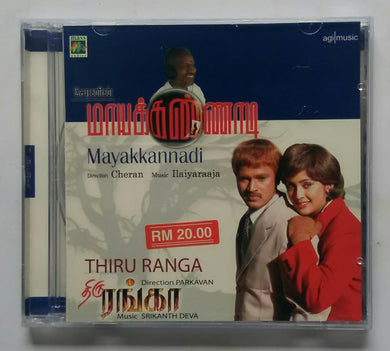 agi music
சேரனின்
மாயக்கண்ணாடி
Mayakkannadi
Direction Cheran Music Ilaiyaraaja
RM 20.00
THIRU RANGA
Direction PARKAVAN
திரு ரங்கா
Music SRIKANTH DEVA